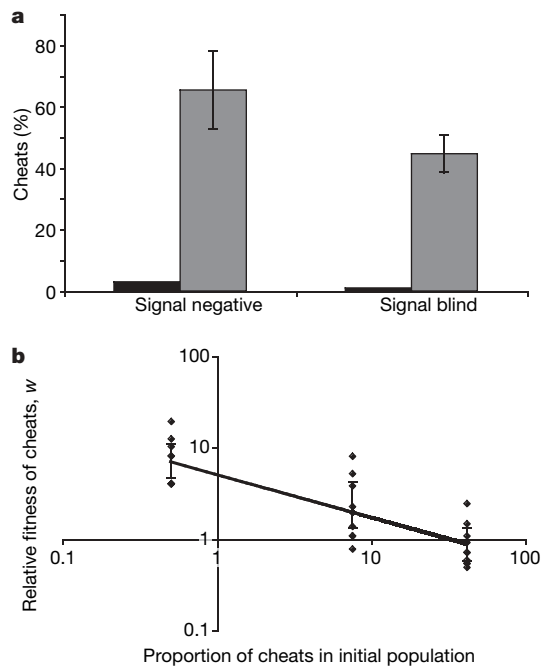 a
Cheats (%)
80
60
40
20
0
Signal negative
Signal blind
b
Relative fitness of cheats, w
100
10
1
0.1
0.1
1
10
100
Proportion of cheats in initial population